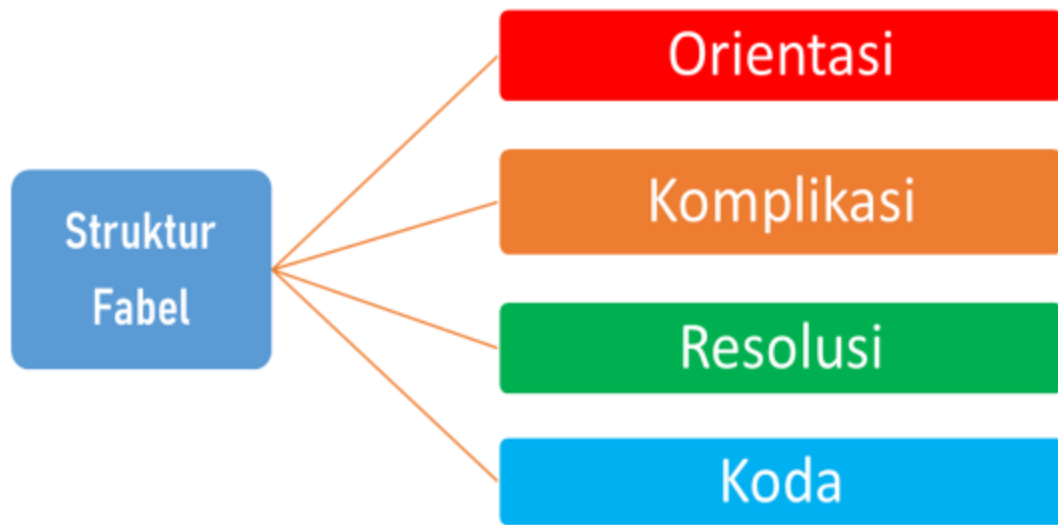 Struktur
Fabel
Orientasi
Komplikasi
Resolusi
Koda